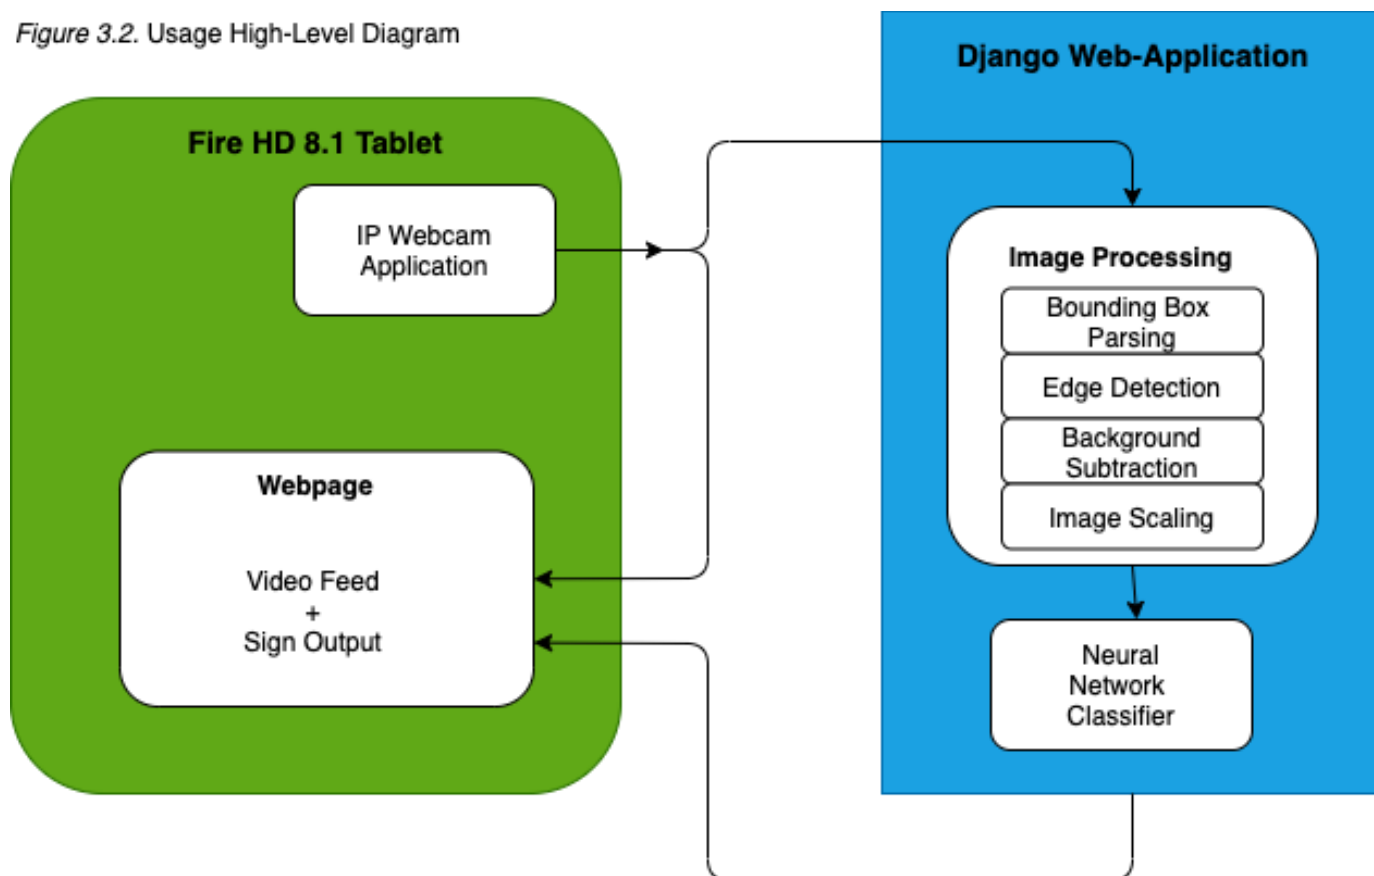 Figure 3.2. Usage High-Level Diagram
Fire HD 8.1 Tablet
IP Webcam
Application
Webpage
Video Feed
+
Sign Output
Django Web-Application
Image Processing
Bounding Box
Parsing
Edge Detection
Background
Subtraction
Image Scaling
Neural
Network
Classifier